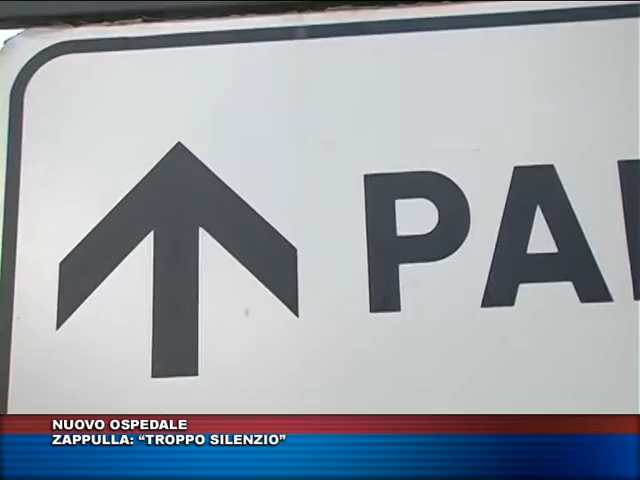 PA
NUOVO OSPEDALE
ZAPPULLA: “TROPPO SILENZIO”